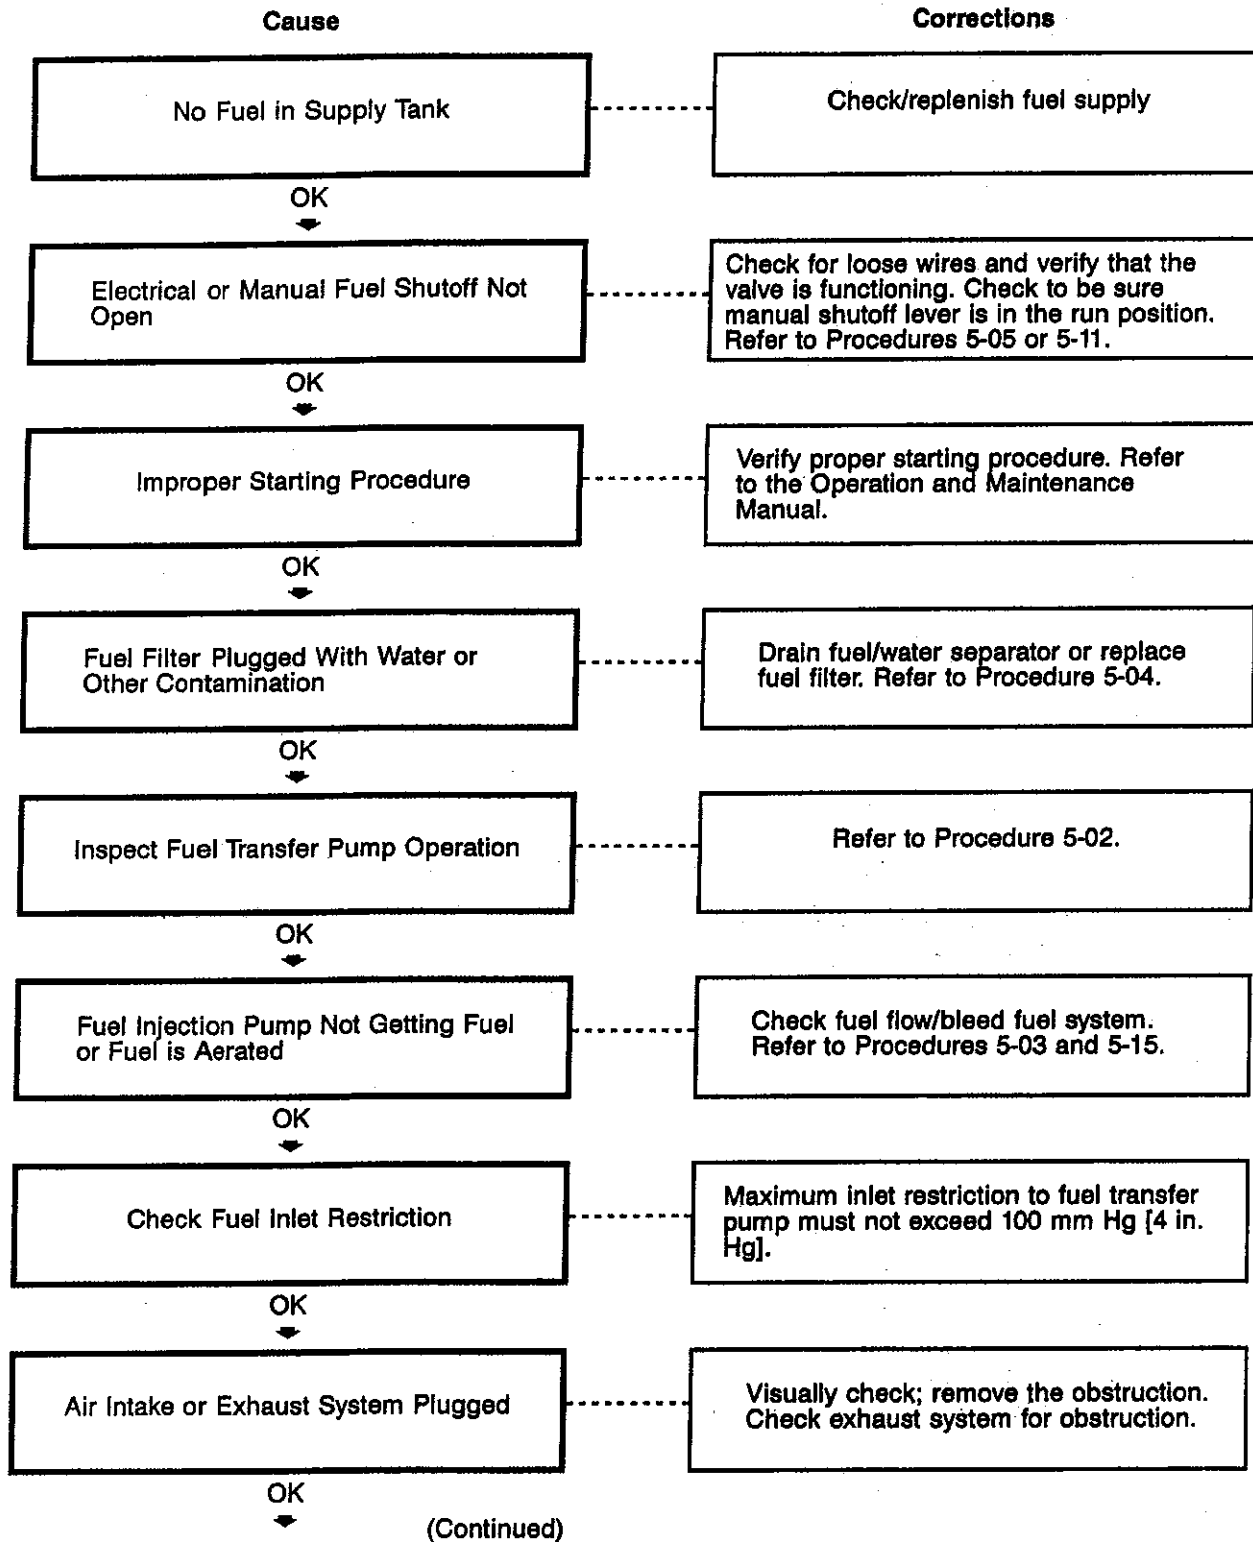 Cause
Corrections
No Fuel in Supply Tank
Check/replenish fuel supply
OK
Electrical or Manual Fuel Shutoff Not
Open
Check for loose wires and verify that the
valve is functioning. Check to be sure
manual shutoff lever is in the run position.
Refer to Procedures 5-05 or 5-11.
OK
Improper Starting Procedure
Verify proper starting procedure. Refer
to the Operation and Maintenance
Manual.
OK
Fuel Filter Plugged With Water or
Other Contamination
Drain fuel/water separator or replace
fuel filter. Refer to Procedure 5-04.
OK
Inspect Fuel Transfer Pump Operation
Refer to Procedure 5-02.
OK
Fuel Injection Pump Not Getting Fuel
or Fuel is Aerated
Check fuel flow/bleed fuel system.
Refer to Procedures 5-03 and 5-15.
OK
Check Fuel Inlet Restriction
Maximum inlet restriction to fuel transfer
pump must not exceed 100 mm Hg [4 in.
Hg].
OK
Air Intake or Exhaust System Plugged
Visually check; remove the obstruction.
Check exhaust system for obstruction.
OK
(Continued)